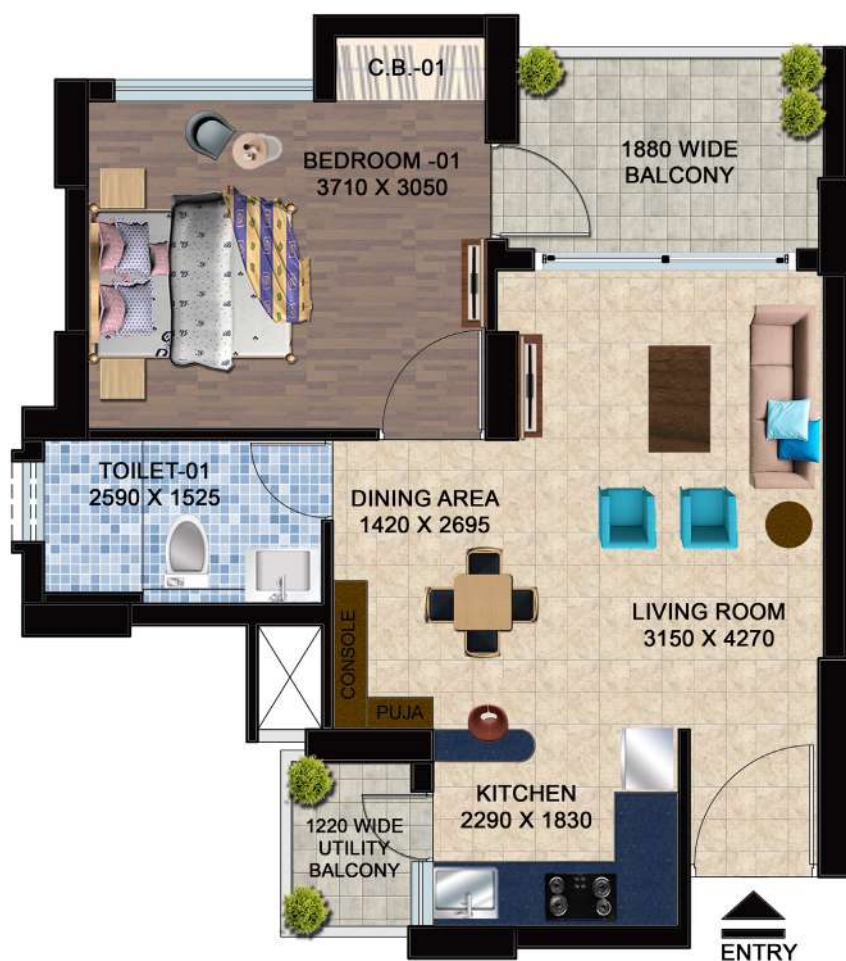 C.B.-01
BEDROOM -01
3710 X 3050
1880 WIDE
BALCONY
TOILET-01
2590 X 1525
DINING AREA
1420 X 2695
LIVING ROOM
3150 X 4270
CONSOLE
PUJA
KITCHEN
2290 X 1830
1220 WIDE
UTILITY
BALCONY
ENTRY